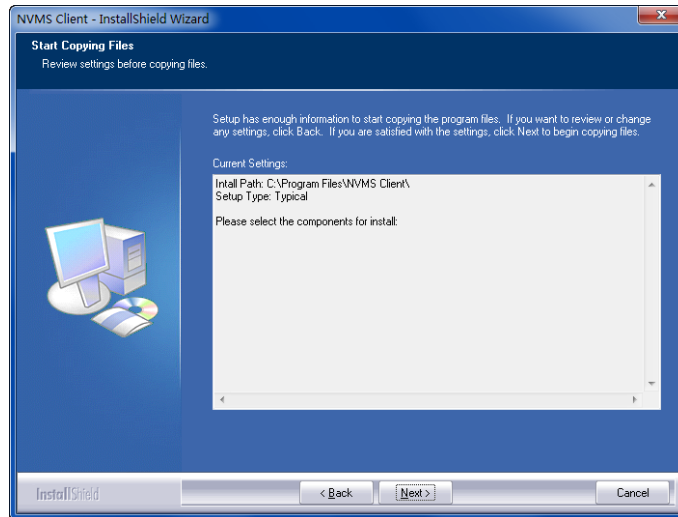 NVMS Client - InstallShield Wizard
Start Copying Files
Review settings before copying files.
Setup has enough information to start copying the program files.  If you want to review or change
any settings, click Back.  If you are satisfied with the settings, click Next to begin copying files.
Current Settings:
Intall Path: C:\Program Files\NVMS Client\
Setup Type: Typical
Please select the components for install:
InstallShield
< Back
Next >
Cancel